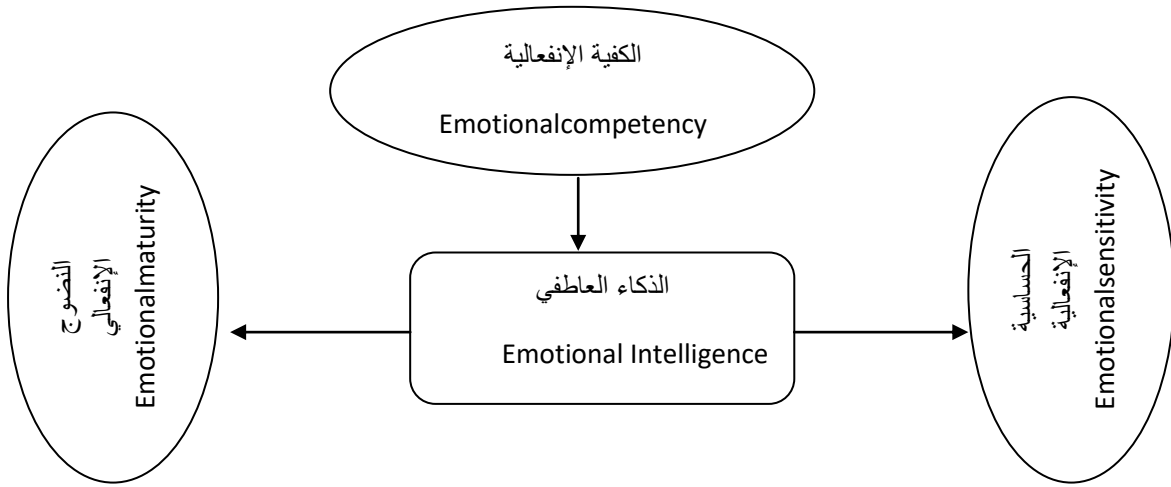 الكفية الإنفعالية
Emotionalcompetency
النضوج
الإنفعالي
Emotionalmaturity
الذكاء العاطفي
Emotional Intelligence
الحساسية
الإنفعالية
Emotionalsensitivity